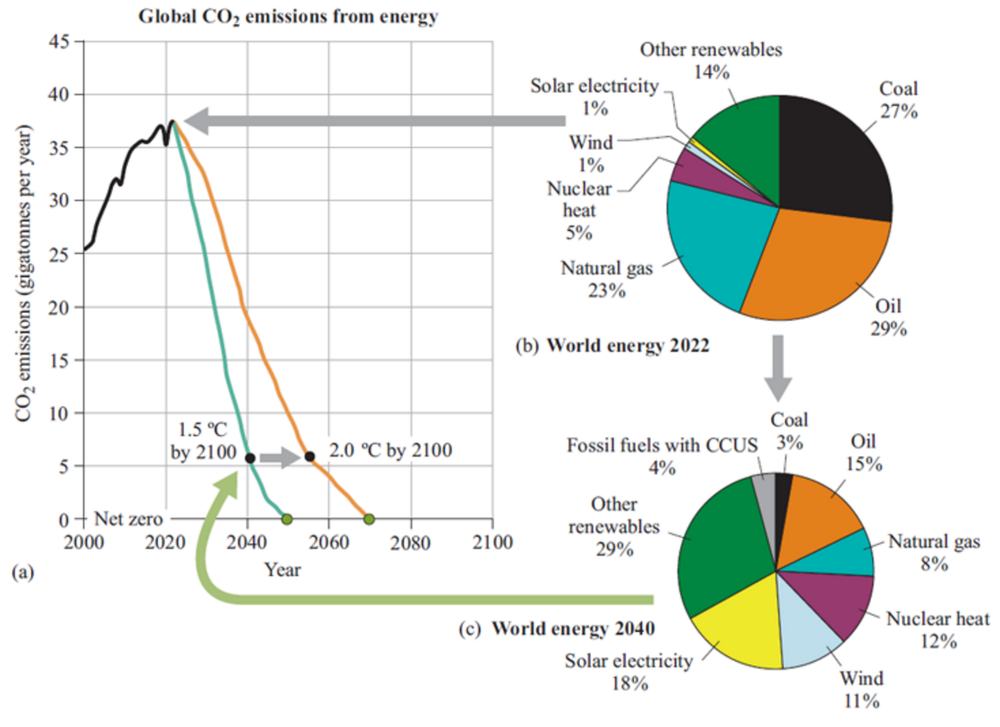 Global CO₂ emissions from energy
CO₂ emissions (gigatonnes per year)
45
40
35
30
25
20
15
10
5
0
1.5 ºC
by 2100
2.0 ºC by 2100
Net zero
2000
2020
2040
2060
2080
2100
Year
(a)
Other renewables
14%
Solar electricity
1%
Wind
1%
Nuclear
heat
5%
Natural gas
23%
Coal
27%
Oil
29%
(b) World energy 2022
Coal
3%
Fossil fuels with CCUS
4%
Oil
15%
Other
renewables
29%
Natural gas
8%
Nuclear heat
12%
(c) World energy 2040
Solar electricity
18%
Wind
11%